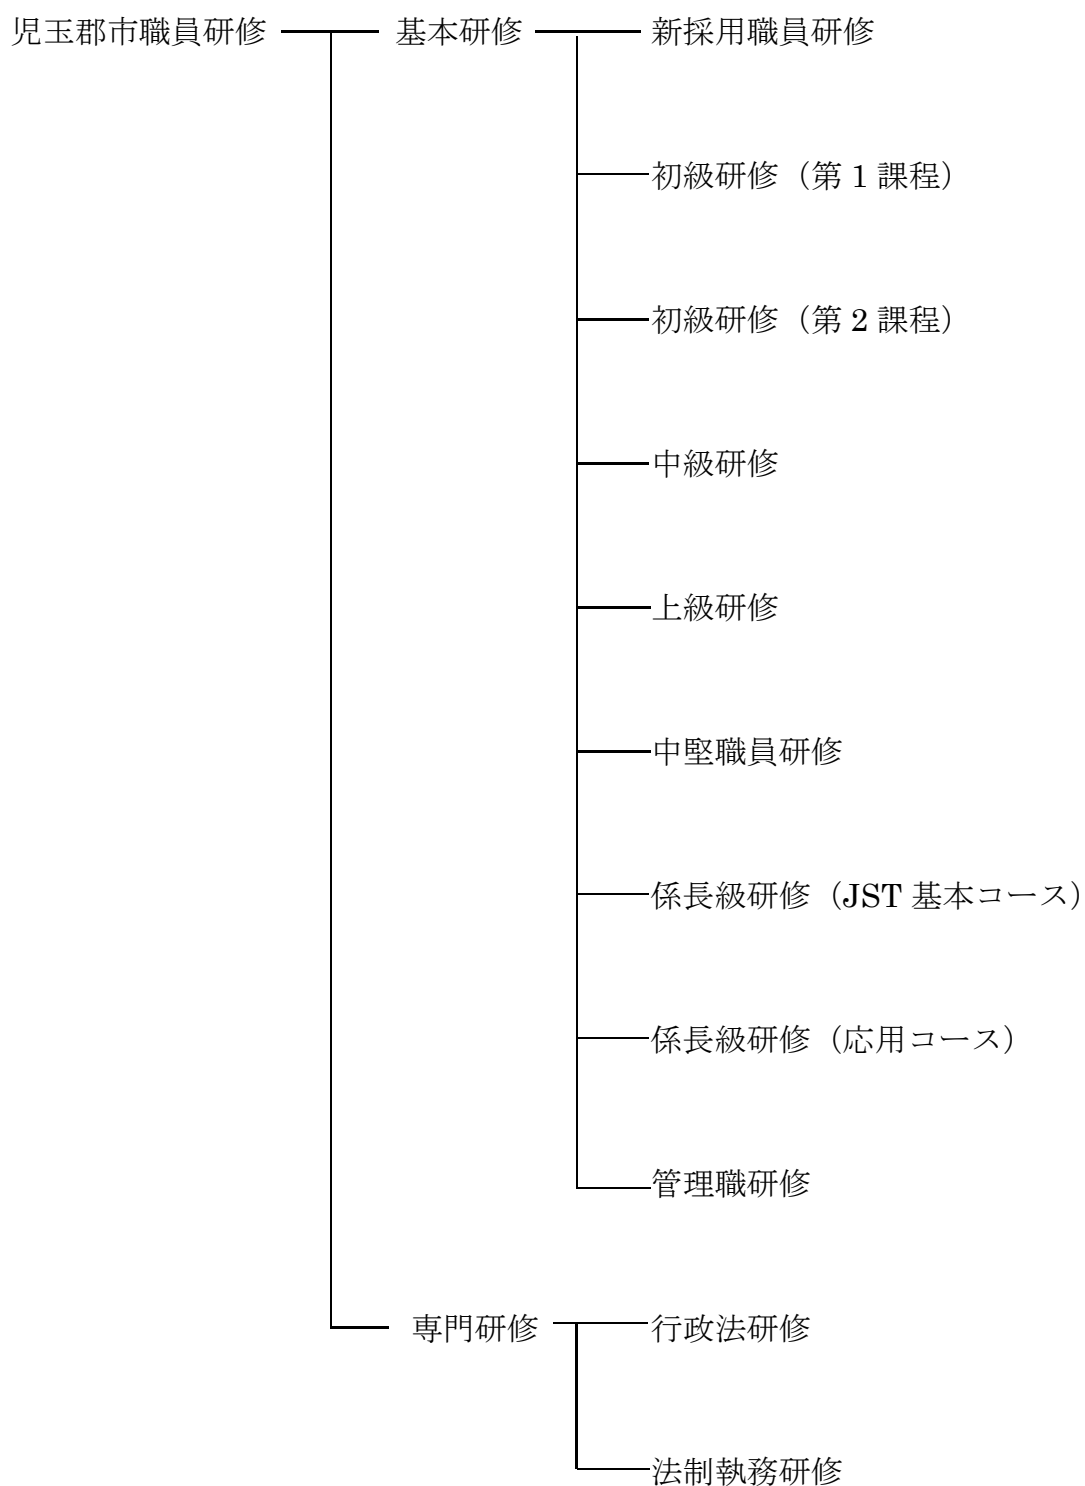 児玉郡市職員研修 基本研修 新採用職員研修
初級研修（第 1 課程）
初級研修（第 2 課程）
中級研修
上級研修
中堅職員研修
係長級研修（JST 基本コース）
係長級研修（応用コース）
管理職研修
専門研修 行政法研修
法制執務研修